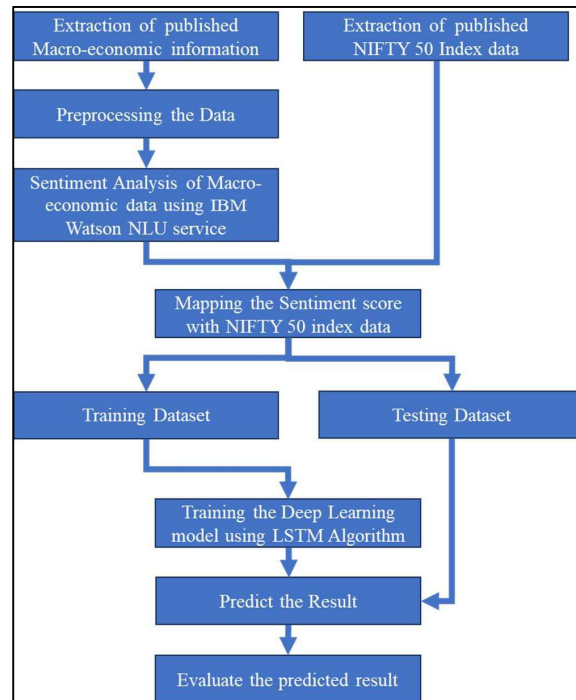 Extraction of published
Macro-economic information
Extraction of published
NIFTY 50 Index data
Preprocessing the Data
Sentiment Analysis of Macro-
economic data using IBM
Watson NLU service
Mapping the Sentiment score
with NIFTY 50 index data
Training Dataset
Testing Dataset
Training the Deep Learning
model using LSTM Algorithm
Predict the Result
Evaluate the predicted result